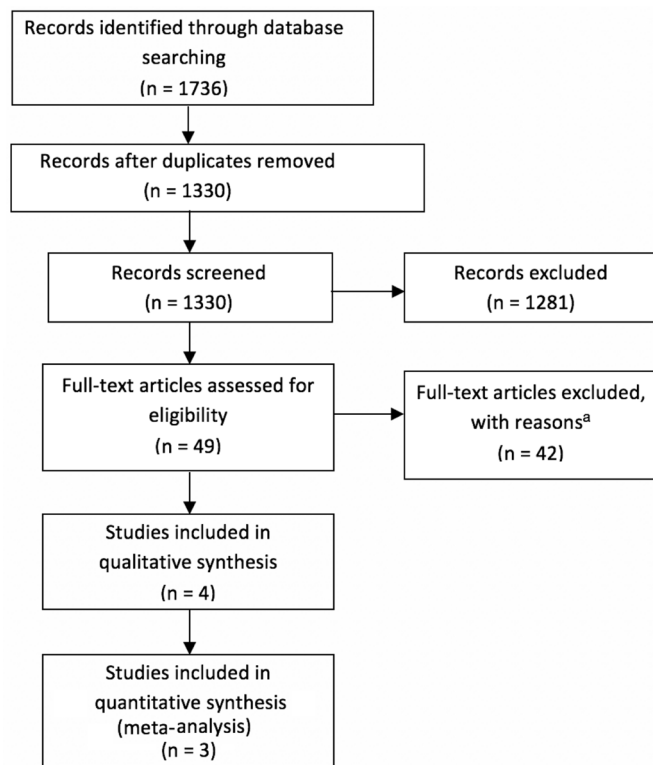 Records identified through database
searching
(n = 1736)
Records after duplicates removed
(n = 1330)
Records screened
(n = 1330)
Records excluded
(n = 1281)
Full-text articles assessed for
eligibility
(n = 49)
Full-text articles excluded,
with reasonsᵃ
(n = 42)
Studies included in
qualitative synthesis
(n = 4)
Studies included in
quantitative synthesis
(meta-analysis)
(n = 3)